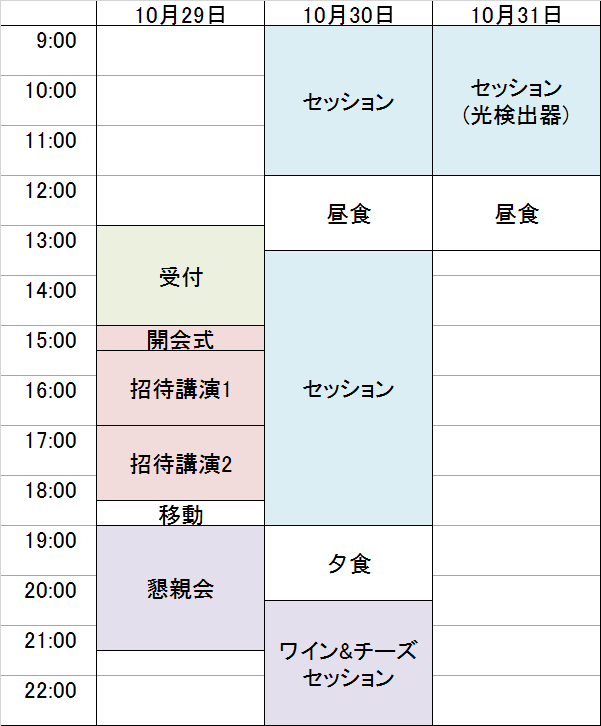 10月29日 10月30日 10月31日
9:00
10:00
セッション
セッション
(光検出器)
11:00
12:00
昼食
昼食
13:00
受付
14:00
15:00
開会式
16:00
招待講演1
セッション
17:00
招待講演2
18:00
移動
19:00
夕食
20:00
懇親会
21:00
ワイン&チーズ
セッション
22:00